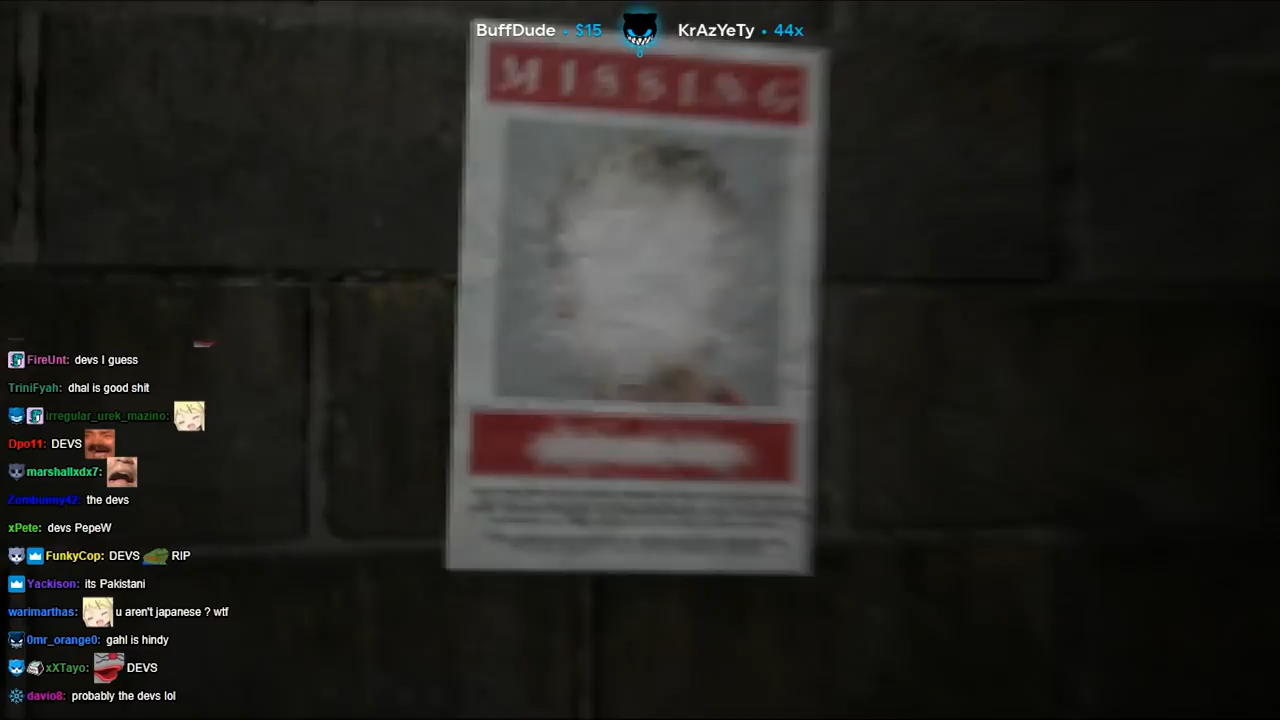 BuffDude • $15
0
KrAzYeTy • 44x
MISSING
FireUnt: devs I guess
TriniFyah: dhal is good shit
irregular_urek_mazino:
Dpo11: DEVS
marshallxdx7:
Zombunny42: the devs
xPete: devs PepeW
FunkyCop: DEVS RIP
Yackison: its Pakistani
warimarthas: u aren't japanese ? wtf
0mr_orange0: gahl is hindy
xXTayo: DEVS
davio8: probably the devs lol